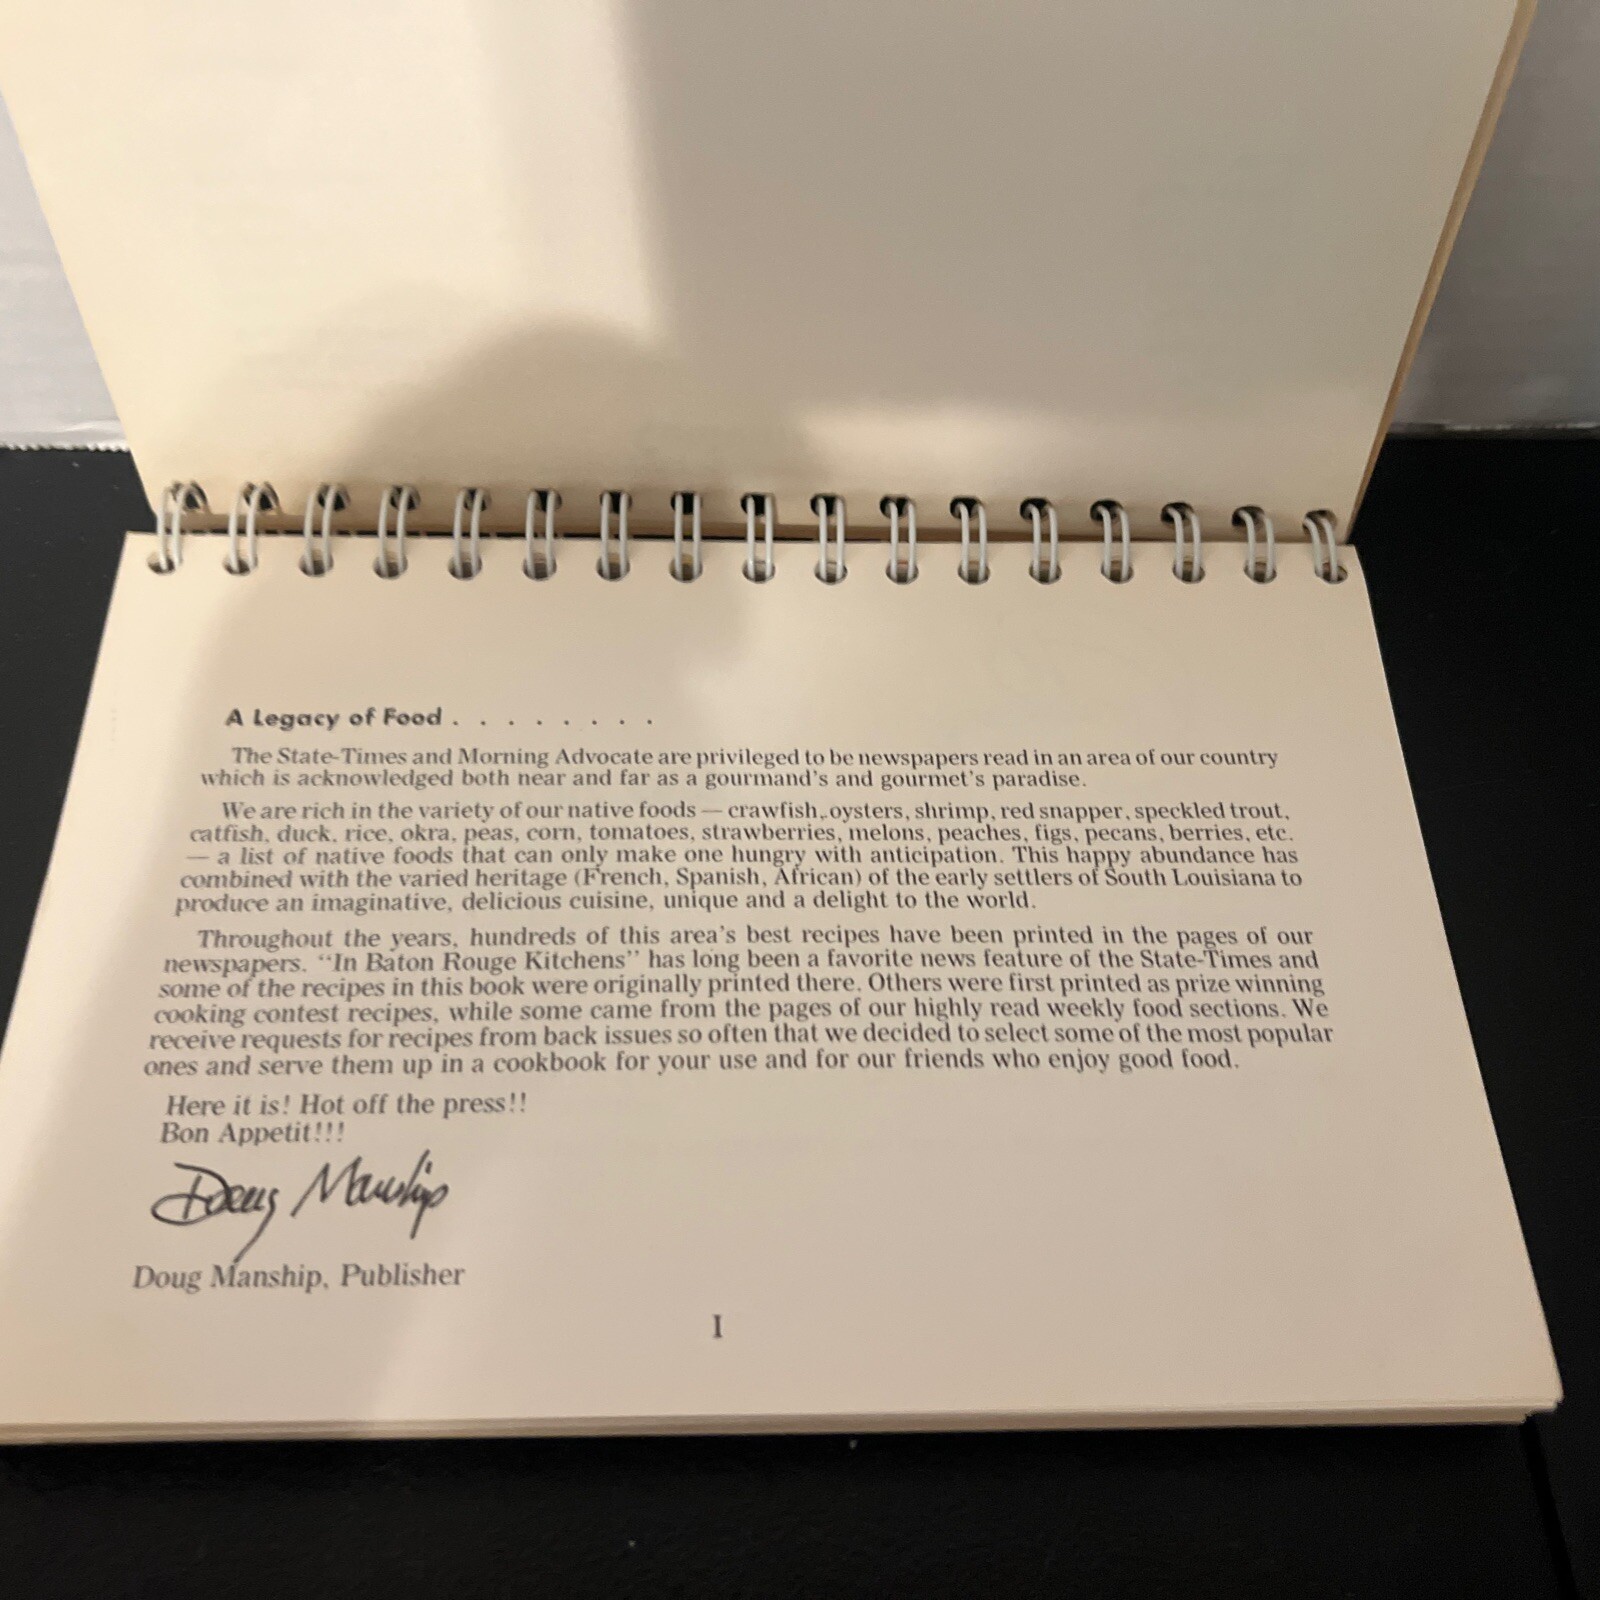 A Legacy of Food . . . . . . . .
The State-Times and Morning Advocate are privileged to be newspapers read in an area of our country
which is acknowledged both near and far as a gourmand's and gourmet's paradise.
We are rich in the variety of our native foods — crawfish, oysters, shrimp, red snapper, speckled trout,
catfish, duck, rice, okra, peas, corn, tomatoes, strawberries, melons, peaches, figs, pecans, berries, etc.
— a list of native foods that can only make one hungry with anticipation. This happy abundance has
combined with the varied heritage (French, Spanish, African) of the early settlers of South Louisiana to
produce an imaginative, delicious cuisine, unique and a delight to the world.
Throughout the years, hundreds of this area's best recipes have been printed in the pages of our
newspapers. "In Baton Rouge Kitchens" has long been a favorite news feature of the State-Times and
some of the recipes in this book were originally printed there. Others were first printed as prize winning
cooking contest recipes, while some came from the pages of our highly read weekly food sections. We
receive requests for recipes from back issues so often that we decided to select some of the most popular
ones and serve them up in a cookbook for your use and for our friends who enjoy good food.
Here it is! Hot off the press!!
Bon Appetit!!!
Doug Manship
Doug Manship, Publisher
I